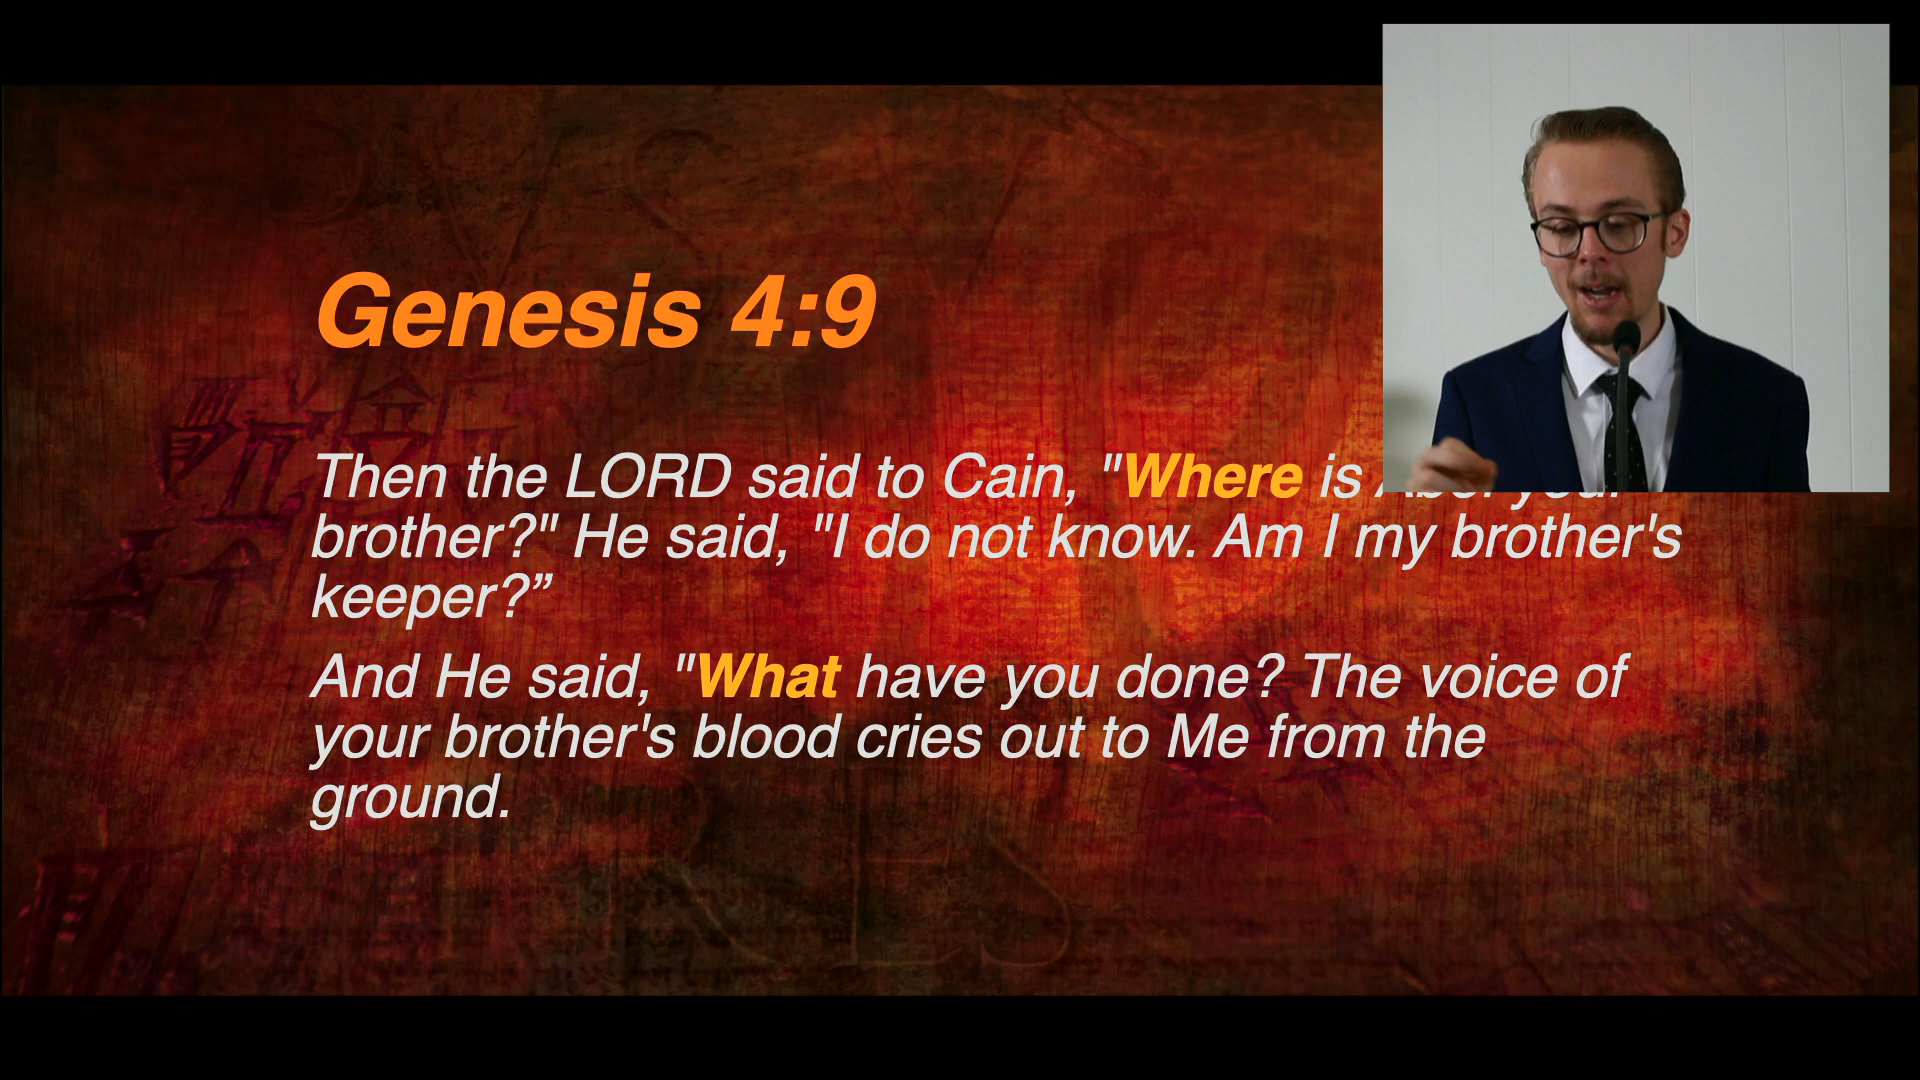 Genesis 4:9
Then the LORD said to Cain, "Where is
brother?" He said, "I do not know. Am I my brother's
keeper?”
And He said, "What have you done? The voice of
your brother's blood cries out to Me from the
ground.